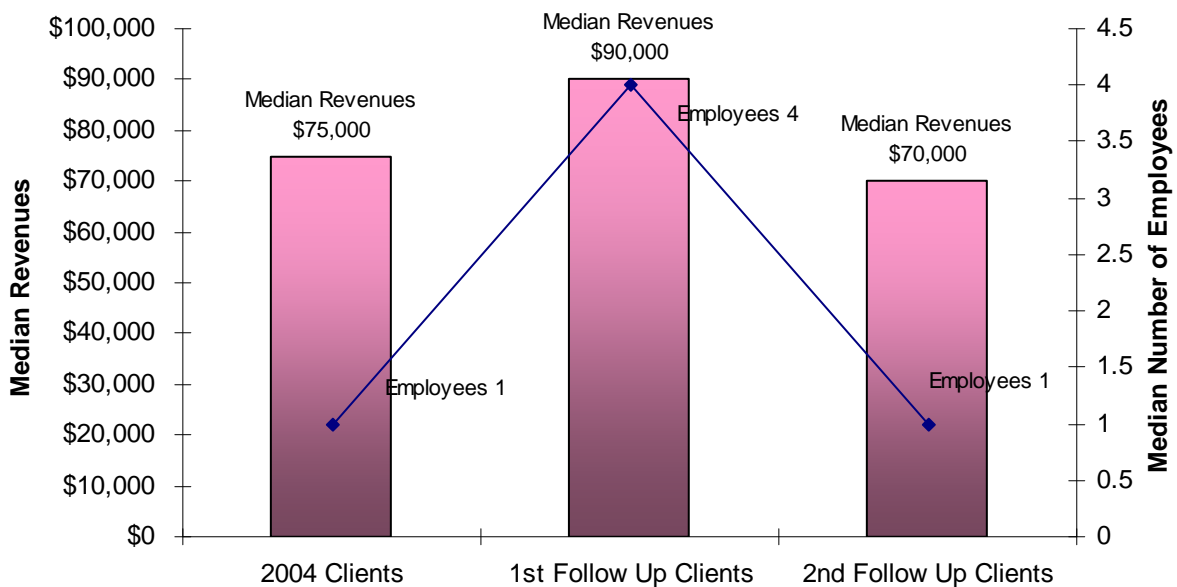 Median Revenues
$100,000
$90,000
$80,000
$70,000
$60,000
$50,000
$40,000
$30,000
$20,000
$10,000
$0
Median Revenues
$75,000
Median Revenues
$90,000
Median Revenues
$70,000
Employees 1
Employees 4
Employees 1
4.5
4
3.5
3
2.5
2
1.5
1
0.5
0
Median Number of Employees
2004 Clients
1st Follow Up Clients
2nd Follow Up Clients